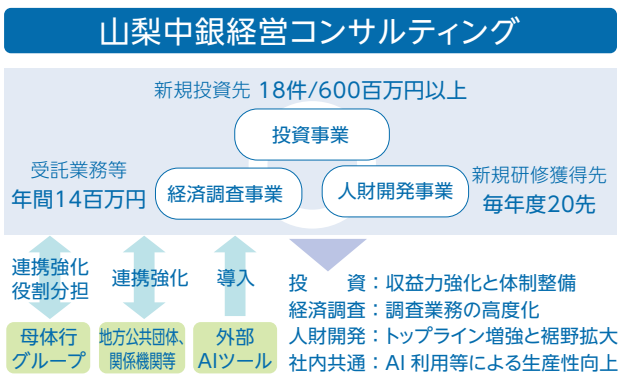 山梨中銀経営コンサルティング
新規投資先 18件/600百万円以上
投資事業
受託業務等
年間14百万円
経済調査事業
人財開発事業
新規研修獲得先
毎年度20先
連携強化
役割分担
連携強化
導入
母体行
グループ
地方公共団体、
関係機関等
外部
AIツール
投　資：収益力強化と体制整備
経済調査：調査業務の高度化
人財開発：トップライン増強と裾野拡大
社内共通：AI 利用等による生産性向上